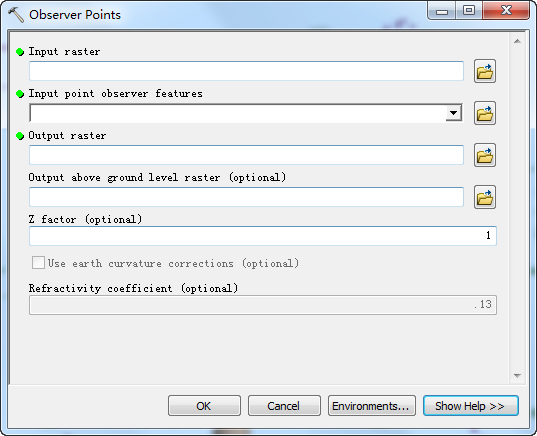 Observer Points
Input raster
Input point observer features
Output raster
Output above ground level raster (optional)
Z factor (optional)
1
Use earth curvature corrections (optional)
Refractivity coefficient (optional)
.13
OK Cancel Environments... Show Help >>